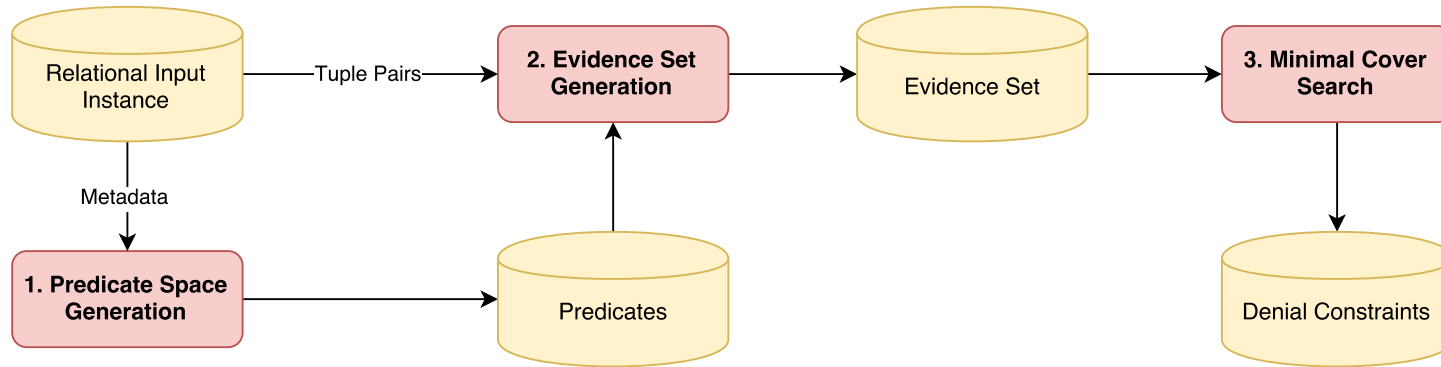 Relational Input
Instance
Tuple Pairs
2. Evidence Set
Generation
Evidence Set
3. Minimal Cover
Search
Metadata
1. Predicate Space
Generation
Predicates
Denial Constraints